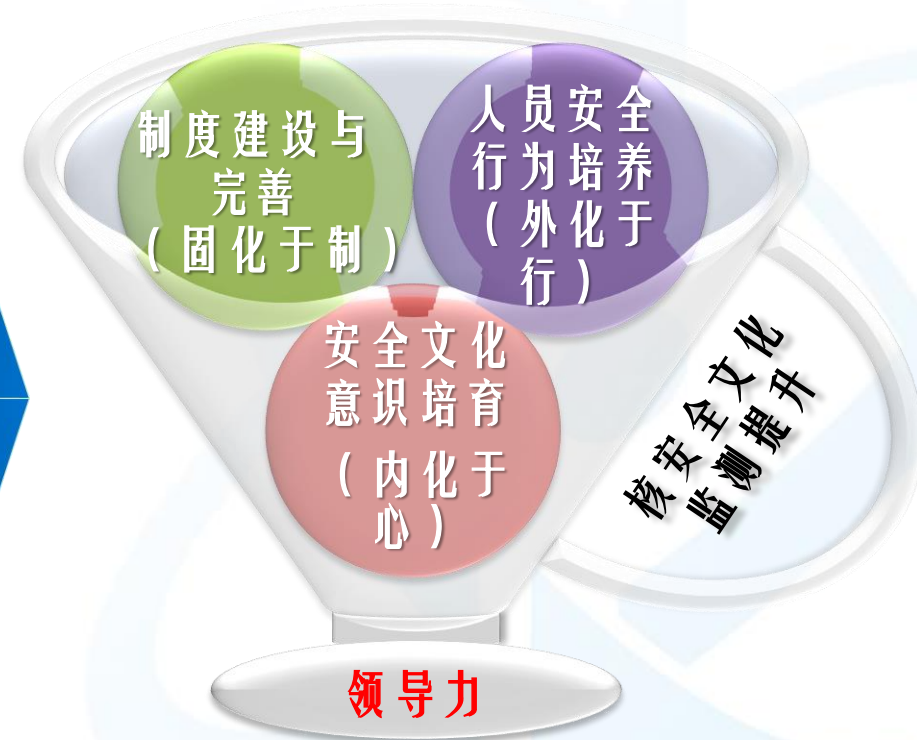 制度建设与
完善
（固化于制）
人员安全
行为培养
（外化于
行）
安全文化
意识培育
（内化于
心）
核安全文化
监测提升
领导力